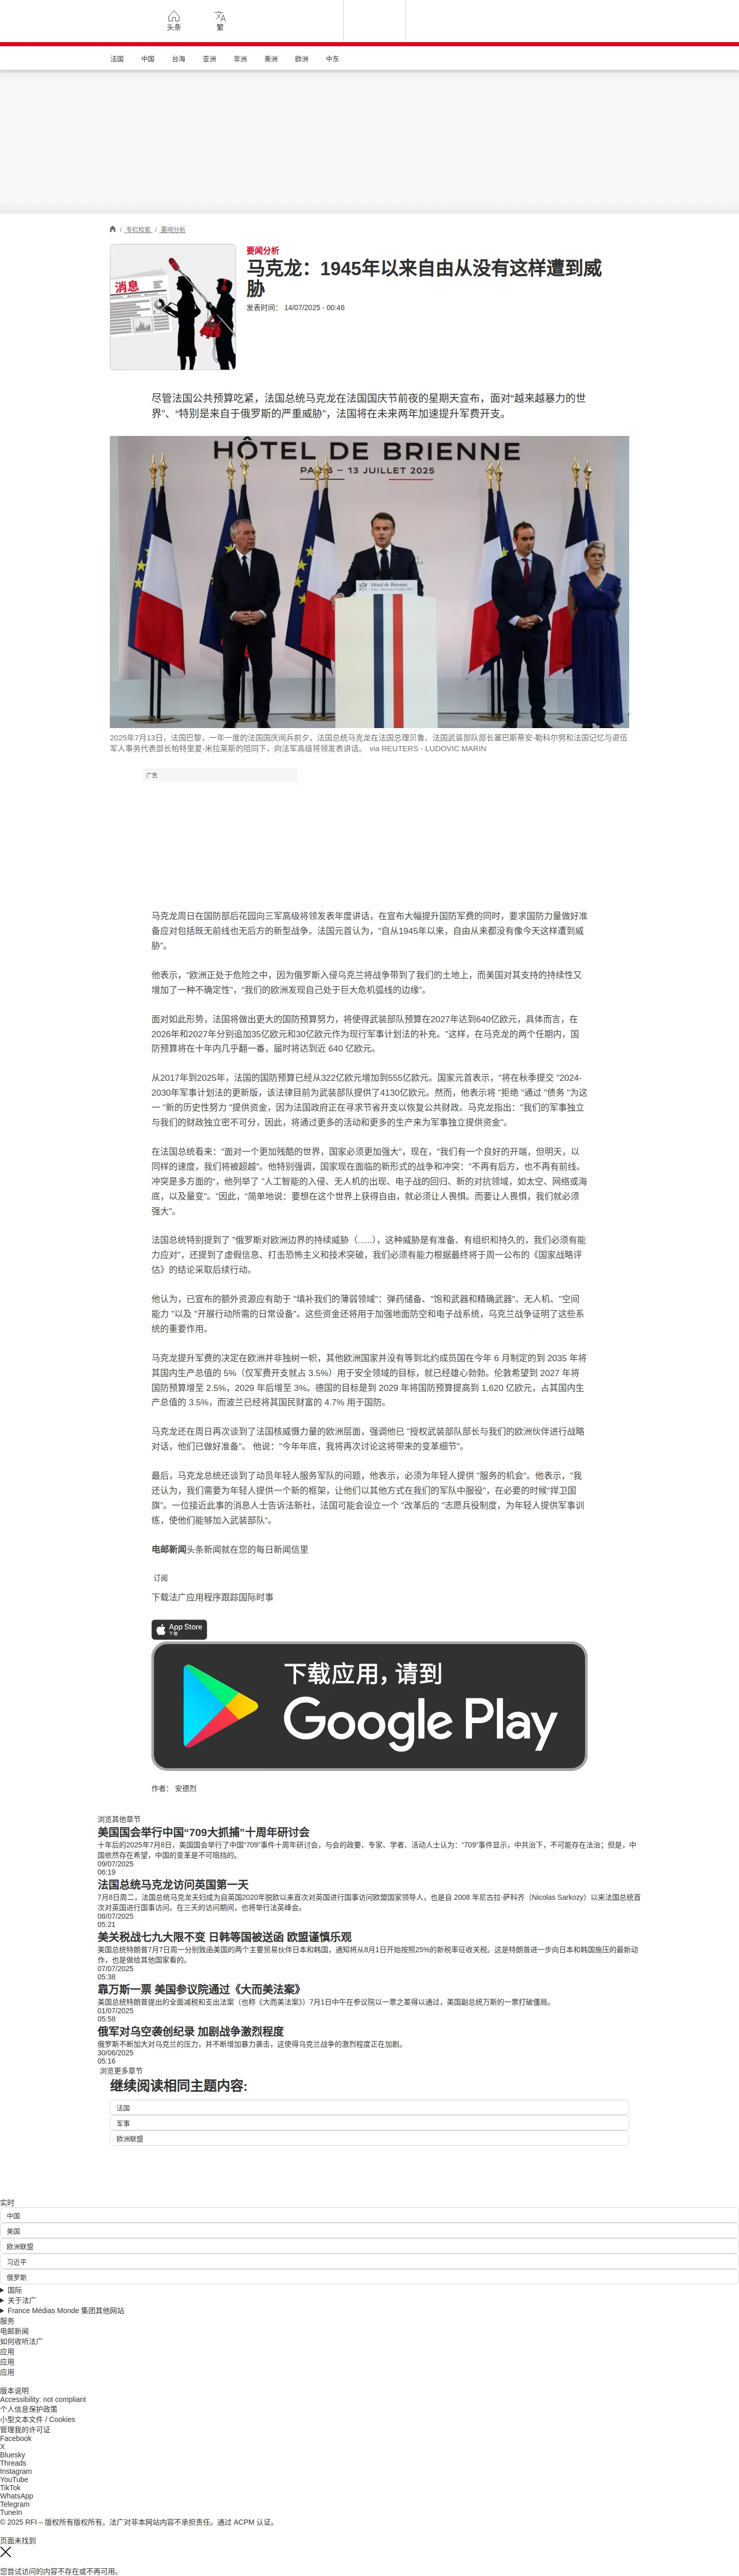 头条
繁
法国
中国
台海
亚洲
非洲
美洲
欧洲
中东
/ 专栏检索 / 要闻分析
消息
要闻分析
马克龙：1945年以来自由从没有这样遭到威
胁
发表时间： 14/07/2025 - 00:46
尽管法国公共预算吃紧，法国总统马克龙在法国国庆节前夜的星期天宣布，面对“越来越暴力的世
界”、“特别是来自于俄罗斯的严重威胁”，法国将在未来两年加速提升军费开支。
HÔTEL DE BRIENNE
PARIS – 13 JUILLET 2025
Hôtel de Brienne
2025年7月13日，法国巴黎，一年一度的法国国庆阅兵前夕，法国总统马克龙在法国总理贝鲁、法国武装部队部长塞巴斯蒂安-勒科尔努和法国记忆与退伍
军人事务代表部长帕特里夏-米拉莱斯的陪同下，向法军高级将领发表讲话。 via REUTERS - LUDOVIC MARIN
广告
马克龙周日在国防部后花园向三军高级将领发表年度讲话，在宣布大幅提升国防军费的同时，要求国防力量做好准
备应对包括既无前线也无后方的新型战争。法国元首认为，“自从1945年以来，自由从来都没有像今天这样遭到威
胁”。
他表示，“欧洲正处于危险之中，因为俄罗斯入侵乌克兰将战争带到了我们的土地上，而美国对其支持的持续性又
增加了一种不确定性”，“我们的欧洲发现自己处于巨大危机弧线的边缘”。
面对如此形势，法国将做出更大的国防预算努力，将使得武装部队预算在2027年达到640亿欧元，具体而言，在
2026年和2027年分别追加35亿欧元和30亿欧元作为现行军事计划法的补充。“这样，在马克龙的两个任期内，国
防预算将在十年内几乎翻一番，届时将达到近 640 亿欧元。
从2017年到2025年，法国的国防预算已经从322亿欧元增加到555亿欧元。国家元首表示，"将在秋季提交 "2024-
2030年军事计划法的更新版，该法律目前为武装部队提供了4130亿欧元。然而，他表示将 "拒绝 "通过 "债务 "为这
一 "新的历史性努力 "提供资金，因为法国政府正在寻求节省开支以恢复公共财政。马克龙指出："我们的军事独立
与我们的财政独立密不可分，因此，将通过更多的活动和更多的生产来为军事独立提供资金"。
在法国总统看来："面对一个更加残酷的世界，国家必须更加强大"，现在，"我们有一个良好的开端，但明天，以
同样的速度，我们将被超越"。他特别强调，国家现在面临的新形式的战争和冲突："不再有后方，也不再有前线。
冲突是多方面的"，他列举了 "人工智能的入侵、无人机的出现、电子战的回归、新的对抗领域，如太空、网络或海
底，以及量变"。"因此，"简单地说：要想在这个世界上获得自由，就必须让人畏惧。而要让人畏惧，我们就必须
强大"。
法国总统特别提到了 "俄罗斯对欧洲边界的持续威胁（......），这种威胁是有准备、有组织和持久的，我们必须有能
力应对"，还提到了虚假信息、打击恐怖主义和技术突破，我们必须有能力根据最终将于周一公布的《国家战略评
估》的结论采取后续行动。
他认为，已宣布的额外资源应有助于 "填补我们的薄弱领域"：弹药储备、"饱和武器和精确武器"、无人机、"空间
能力 "以及 "开展行动所需的日常设备"。这些资金还将用于加强地面防空和电子战系统，乌克兰战争证明了这些系
统的重要作用。
马克龙提升军费的决定在欧洲并非独树一帜，其他欧洲国家并没有等到北约成员国在今年 6 月制定的到 2035 年将
其国内生产总值的 5%（仅军费开支就占 3.5%）用于安全领域的目标，就已经雄心勃勃。伦敦希望到 2027 年将
国防预算增至 2.5%，2029 年后增至 3%。德国的目标是到 2029 年将国防预算提高到 1,620 亿欧元，占其国内生
产总值的 3.5%，而波兰已经将其国民财富的 4.7% 用于国防。
马克龙还在周日再次谈到了法国核威慑力量的欧洲层面，强调他已 "授权武装部队部长与我们的欧洲伙伴进行战略
对话，他们已做好准备"。 他说："今年年底，我将再次讨论这将带来的变革细节"。
最后，马克龙总统还谈到了动员年轻人服务军队的问题，他表示，必须为年轻人提供 "服务的机会"。他表示，"我
还认为，我们需要为年轻人提供一个新的框架，让他们以其他方式在我们的军队中服役"，在必要的时候"捍卫国
旗"。一位接近此事的消息人士告诉法新社，法国可能会设立一个 "改革后的 "志愿兵役制度，为年轻人提供军事训
练，使他们能够加入武装部队"。
电邮新闻头条新闻就在您的每日新闻信里
订阅
下载法广应用程序跟踪国际时事
App Store
下载
下载应用，请到
Google Play
作者： 安德烈
浏览其他章节
美国国会举行中国“709大抓捕”十周年研讨会
十年后的2025年7月8日，美国国会举行了中国“709”事件十周年研讨会，与会的政要、专家、学者、活动人士认为：“709”事件显示，中共治下，不可能存在法治；但是，中
国依然存在希望，中国的变革是不可阻挡的。
09/07/2025
06:19
法国总统马克龙访问英国第一天
7月8日周二，法国总统马克龙夫妇成为自英国2020年脱欧以来首次对英国进行国事访问欧盟国家领导人，也是自 2008 年尼古拉-萨科齐（Nicolas Sarkozy）以来法国总统首
次对英国进行国事访问。在三天的访问期间，也将举行法英峰会。
08/07/2025
05:21
美关税战七九大限不变 日韩等国被送函 欧盟谨慎乐观
美国总统特朗普7月7日周一分别致函美国的两个主要贸易伙伴日本和韩国，通知将从8月1日开始按照25%的新税率征收关税。这是特朗普进一步向日本和韩国施压的最新动
作，也是做给其他国家看的。
07/07/2025
05:38
靠万斯一票 美国参议院通过《大而美法案》
美国总统特朗普提出的全面减税和支出法案（也称《大而美法案》）7月1日中午在参议院以一票之差得以通过，美国副总统万斯的一票打破僵局。
01/07/2025
05:58
俄军对乌空袭创纪录 加剧战争激烈程度
俄罗斯不断加大对乌克兰的压力，并不断增加暴力袭击，这使得乌克兰战争的激烈程度正在加剧。
30/06/2025
05:16
浏览更多章节
继续阅读相同主题内容:
法国
军事
欧洲联盟
实时
中国
美国
欧洲联盟
习近平
俄罗斯
国际
关于法广
France Médias Monde 集团其他网站
服务
电邮新闻
如何收听法广
应用
应用
应用
版本说明
Accessibility: not compliant
个人信息保护政策
小型文本文件 / Cookies
管理我的许可证
Facebook
X
Bluesky
Threads
Instagram
YouTube
TikTok
WhatsApp
Telegram
TuneIn
© 2025 RFI – 版权所有版权所有。法广对非本网站内容不承担责任。通过 ACPM 认证。
页面未找到
您尝试访问的内容不存在或不再可用。